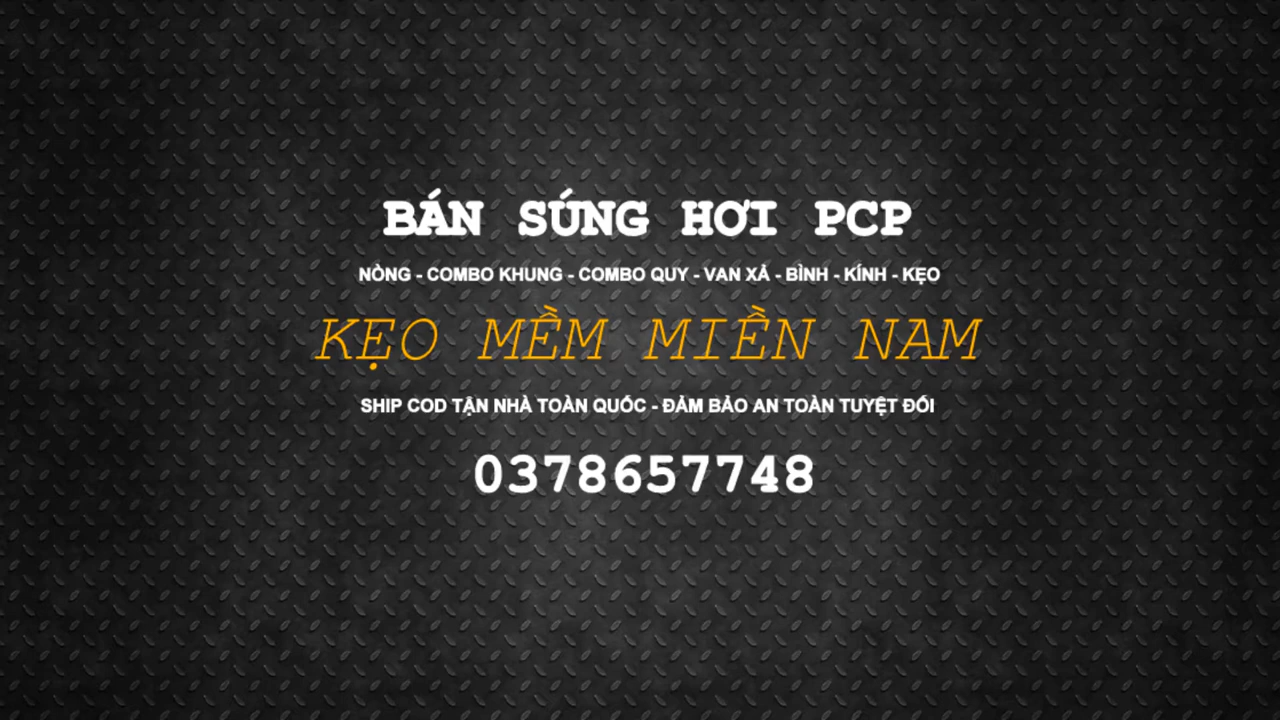 BÁN SÚNG HƠI PCP
NÒNG - COMBO KHUNG - COMBO QUY - VAN XẢ - BÌNH - KÍNH - KẸO
KẸO MỀM MIỀN NAM
SHIP COD TẬN NHÀ TOÀN QUỐC - ĐẢM BẢO AN TOÀN TUYỆT ĐỐI
0378657748